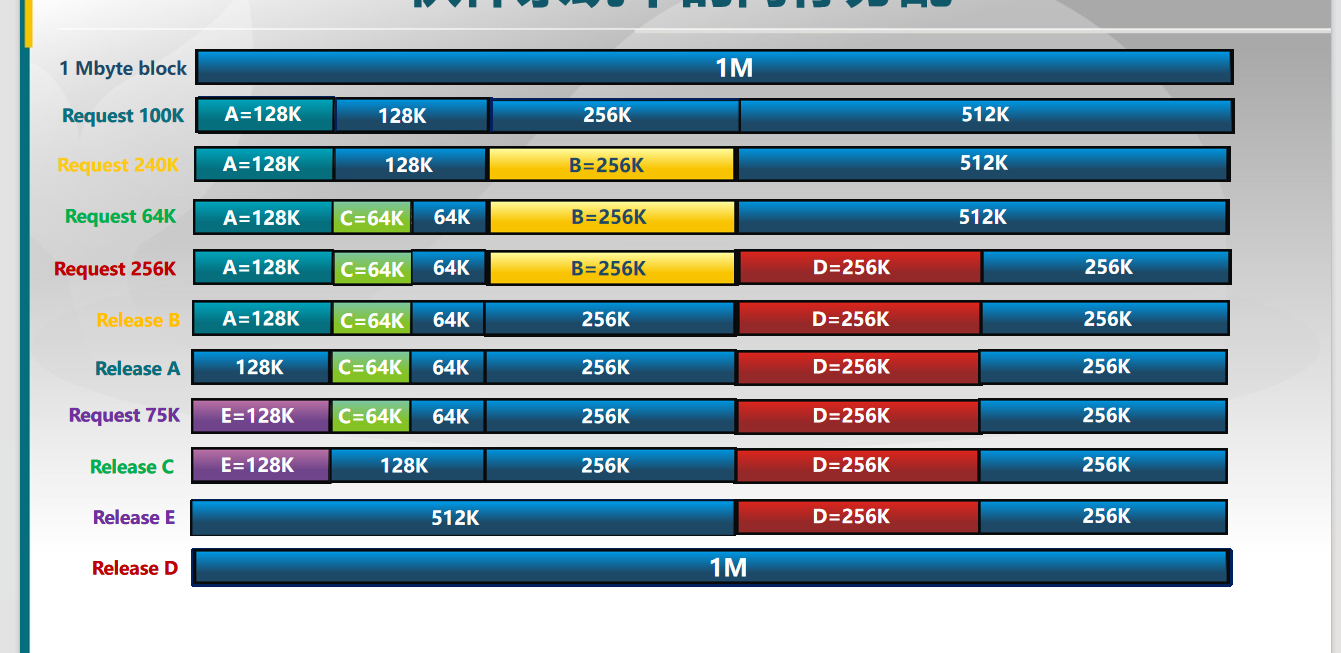 1 Mbyte block 1M
Request 100K A=128K 128K 256K 512K
Request 240K A=128K 128K B=256K 512K
Request 64K A=128K C=64K 64K B=256K 512K
Request 256K A=128K C=64K 64K B=256K D=256K 256K
Release B A=128K C=64K 64K 256K D=256K 256K
Release A 128K C=64K 64K 256K D=256K 256K
Request 75K E=128K C=64K 64K 256K D=256K 256K
Release C E=128K 128K 256K D=256K 256K
Release E 512K D=256K 256K
Release D 1M